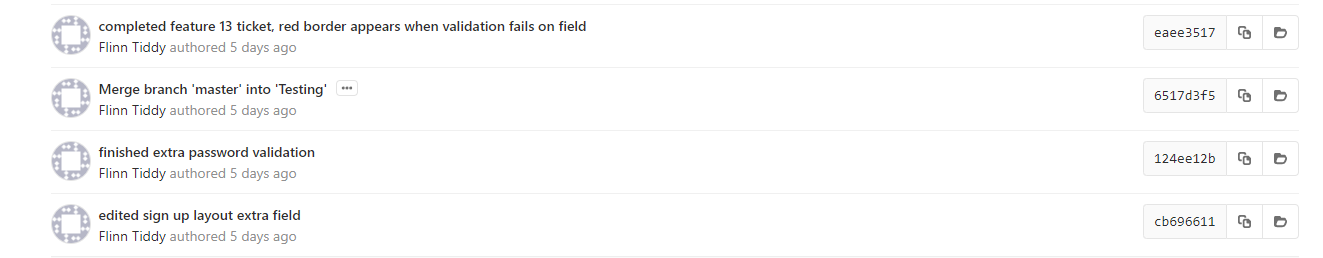 completed feature 13 ticket, red border appears when validation fails on field
Flinn Tiddy authored 5 days ago
eaee3517
Merge branch 'master' into 'Testing'
Flinn Tiddy authored 5 days ago
6517d3f5
finished extra password validation
Flinn Tiddy authored 5 days ago
124ee12b
edited sign up layout extra field
Flinn Tiddy authored 5 days ago
cb696611